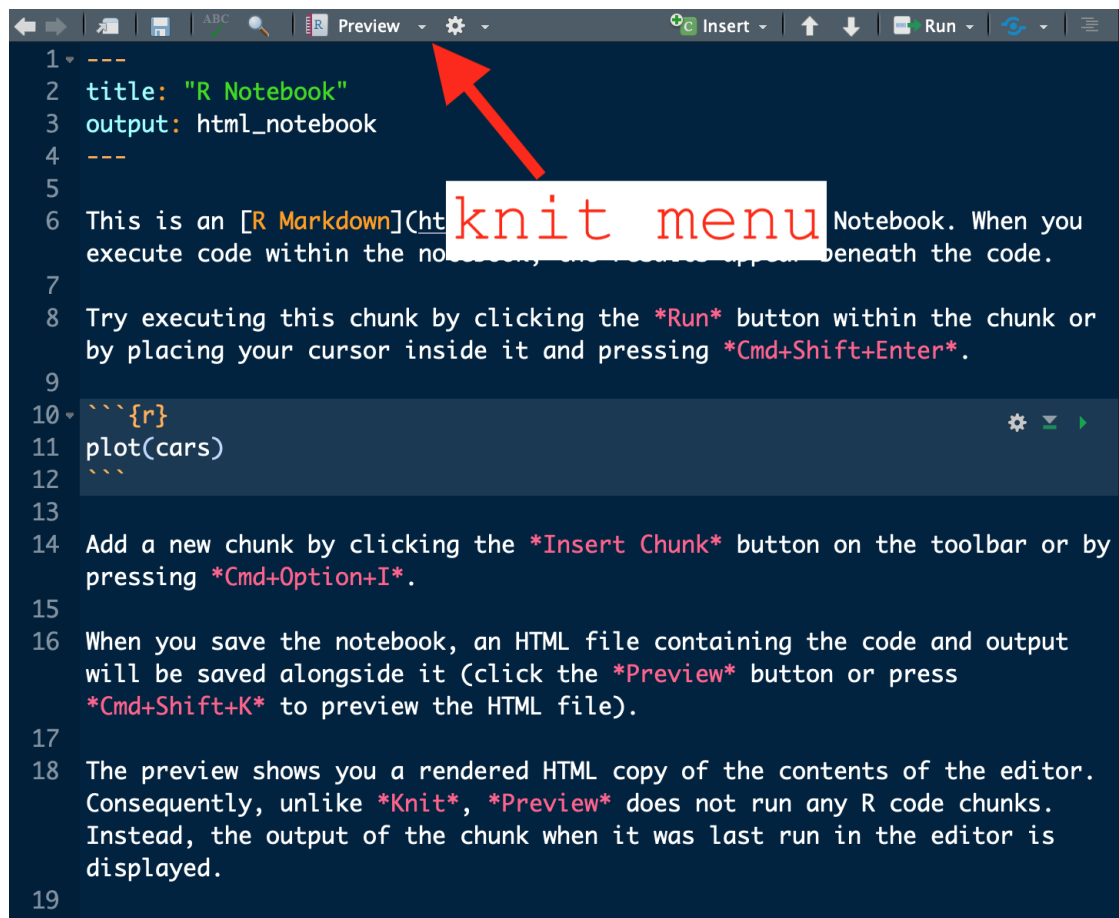 ABC Preview Insert Run
1 ---
2 title: "R Notebook"
3 output: html_notebook
4 ---
5
knit menu
6 This is an [R Markdown](ht Notebook. When you
execute code within the notebook, the results appear beneath the code.
7
8 Try executing this chunk by clicking the *Run* button within the chunk or
by placing your cursor inside it and pressing *Cmd+Shift+Enter*.
9
10 ```{r}
11 plot(cars)
12 ```
13
14 Add a new chunk by clicking the *Insert Chunk* button on the toolbar or by
pressing *Cmd+Option+I*.
15
16 When you save the notebook, an HTML file containing the code and output
will be saved alongside it (click the *Preview* button or press
*Cmd+Shift+K* to preview the HTML file).
17
18 The preview shows you a rendered HTML copy of the contents of the editor.
Consequently, unlike *Knit*, *Preview* does not run any R code chunks.
Instead, the output of the chunk when it was last run in the editor is
displayed.
19